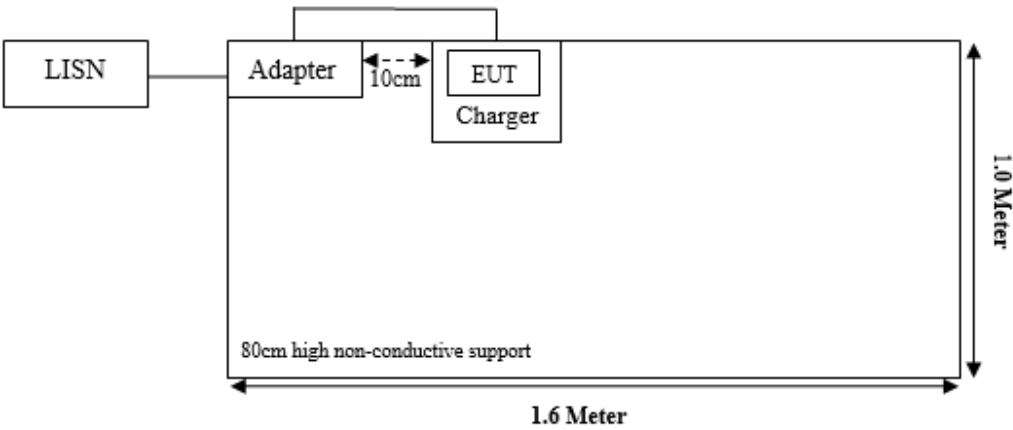 LISN
Adapter
10cm
EUT
Charger
1.0 Meter
80cm high non-conductive support
1.6 Meter